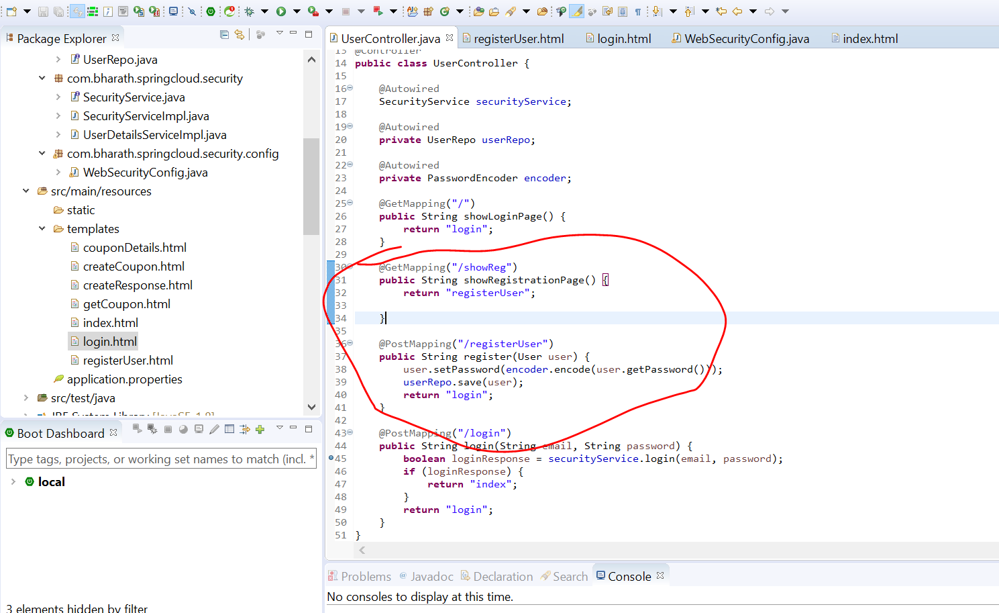 Package Explorer
UserRepo.java
com.bharath.springcloud.security
SecurityService.java
SecurityServiceImpl.java
UserDetailsServiceImpl.java
com.bharath.springcloud.security.config
WebSecurityConfig.java
src/main/resources
static
templates
couponDetails.html
createCoupon.html
createResponse.html
getCoupon.html
index.html
login.html
registerUser.html
application.properties
src/test/java
JRE System Library [JavaSE-1.8]
Boot Dashboard
Type tags, projects, or working set names to match (incl. *
local
3 elements hidden by filter
UserController.java registerUser.html login.html WebSecurityConfig.java index.html
13 @Controller
14 public class UserController {
15
16 @Autowired
17 SecurityService securityService;
18
19 @Autowired
20 private UserRepo userRepo;
21
22 @Autowired
23 private PasswordEncoder encoder;
24
25 @GetMapping("/")
26 public String showLoginPage() {
27 return "login";
28 }
29
30 @GetMapping("/showReg")
31 public String showRegistrationPage() {
32 return "registerUser";
33
34 }
35
36 @PostMapping("/registerUser")
37 public String register(User user) {
38 user.setPassword(encoder.encode(user.getPassword()));
39 userRepo.save(user);
40 return "login";
41 }
42
43 @PostMapping("/login")
44 public String login(String email, String password) {
45 boolean loginResponse = securityService.login(email, password);
46 if (loginResponse) {
47 return "index";
48 }
49 return "login";
50 }
51 }
Problems @ Javadoc Declaration Search Console
No consoles to display at this time.